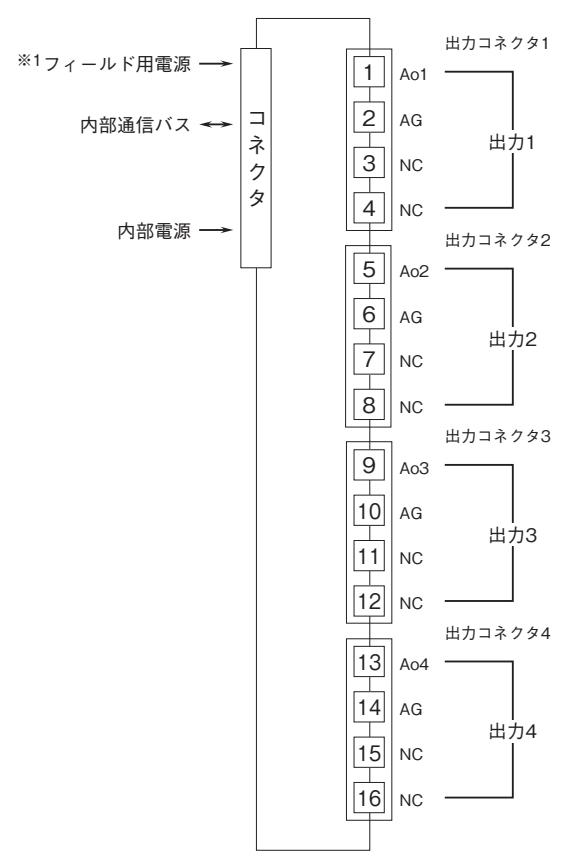 ※1フィールド用電源
内部通信バス
内部電源
コネクタ
出力コネクタ1
1 Ao1
2 AG
3 NC
4 NC
出力1
出力コネクタ2
5 Ao2
6 AG
7 NC
8 NC
出力2
出力コネクタ3
9 Ao3
10 AG
11 NC
12 NC
出力3
出力コネクタ4
13 Ao4
14 AG
15 NC
16 NC
出力4